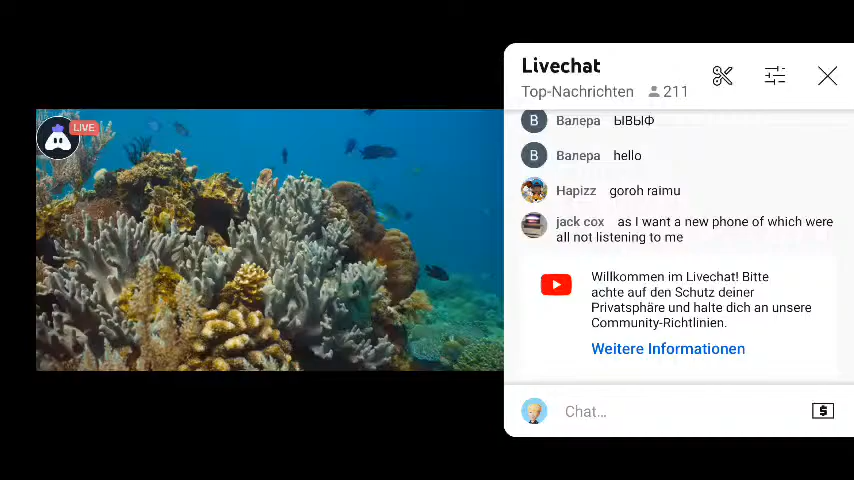 LIVE
Livechat
Top-Nachrichten 211
B Валера ЫВЫФ
B Валера hello
Hapizz goroh raimu
jack cox as I want a new phone of which were
all not listening to me
Willkommen im Livechat! Bitte
achte auf den Schutz deiner
Privatsphäre und halte dich an unsere
Community-Richtlinien.
Weitere Informationen
Chat...
$